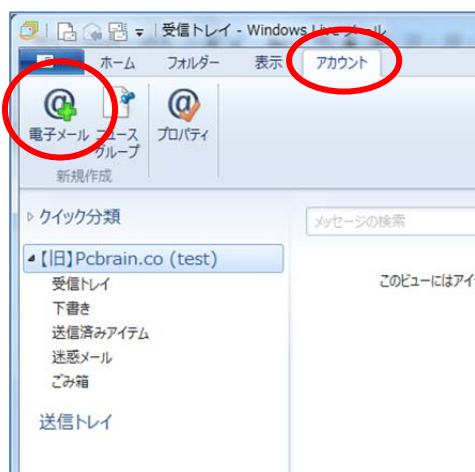 受信トレイ - Windows Live メール
ホーム フォルダー 表示 アカウント
電子メール ニュース
グループ プロパティ
新規作成
クイック分類
メッセージの検索
【旧】Pcbrain.co (test)
このビューにはアイ
受信トレイ
下書き
送信済みアイテム
迷惑メール
ごみ箱
送信トレイ